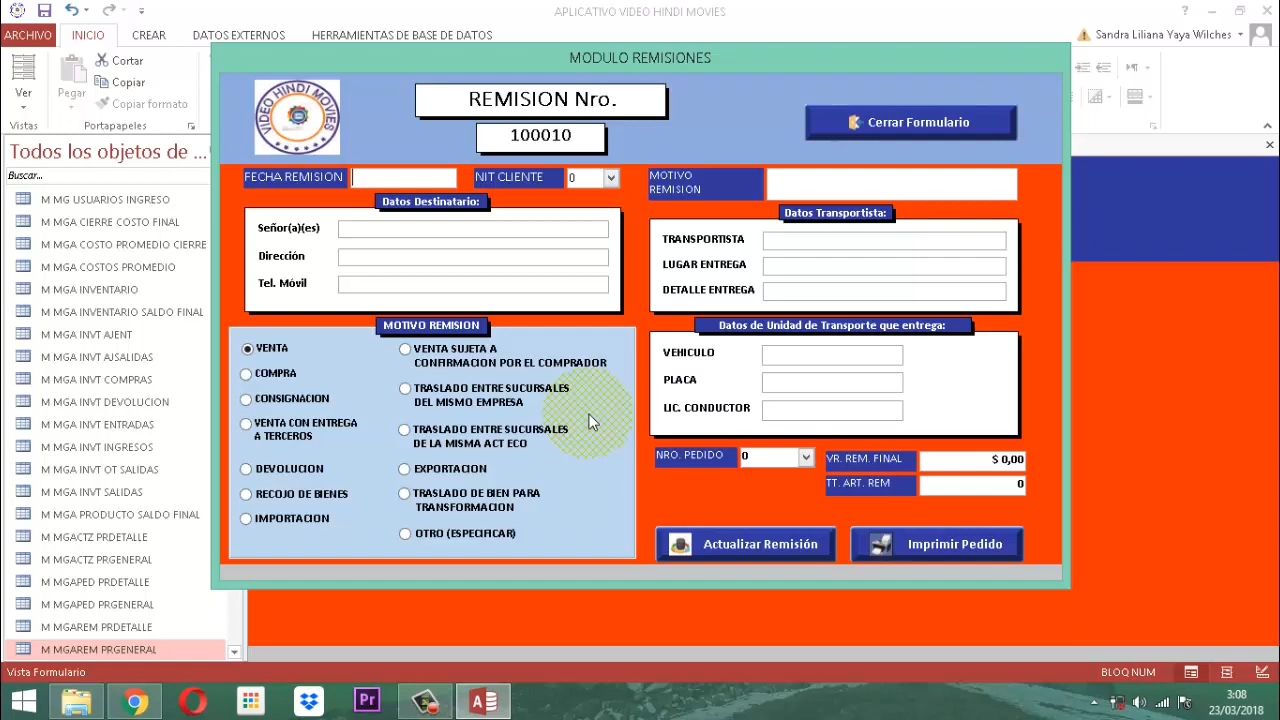 APLICATIVO VIDEO HINDI MOVIES
ARCHIVO INICIO CREAR DATOS EXTERNOS HERRAMIENTAS DE BASE DE DATOS
Sandra Liliana Yaya Wilches
Ver
Vistas
Pegar
Cortar
Copiar
Copiar formato
Portapapeles
Todos los objetos de ...
Buscar...
M MG USUARIOS INGRESO
M MGA CIERRE COSTO FINAL
M MGA COSTO PROMEDIO CIERRE
M MGA COSTOS PROMEDIO
M MGA INVENTARIO
M MGA INVENTARIO SALDO FINAL
M MGA INVT AJENT
M MGA INVT AUSALIDAS
M MGA INVT COMPRAS
M MGA INVT DEVOLUCION
M MGA INVT ENTRADAS
M MGA INVT INGRESOS
M MGA INVT OT SALIDAS
M MGA INVT SALIDAS
M MGA PRODUCTO SALDO FINAL
M MGACTZ PRDETALLE
M MGACTZ PRGENERAL
M MGAPED PRDETALLE
M MGAPED PRGENERAL
M MGAREM PRDETALLE
M MGAREM PRGENERAL
MODULO REMISIONES
VIDEO HINDI MOVIES
REMISION Nro.
100010
Cerrar Formulario
FECHA REMISION
NIT CLIENTE 0
MOTIVO
REMISION
Datos Destinatario:
Señor(a)(es)
Dirección
Tel. Móvil
Datos Transportista:
TRANSPORTISTA
LUGAR ENTREGA
DETALLE ENTREGA
MOTIVO REMISION
VENTA
COMPRA
CONSIGNACION
VENTA CON ENTREGA
A TERCEROS
DEVOLUCION
RECOJO DE BIENES
IMPORTACION
VENTA SUJETA A
CONFIRMACION POR EL COMPRADOR
TRASLADO ENTRE SUCURSALES
DEL MISMO EMPRESA
TRASLADO ENTRE SUCURSALES
DE LA MISMA ACT ECO
EXPORTACION
TRASLADO DE BIEN PARA
TRANSFORMACION
OTRO (ESPECIFICAR)
Datos de Unidad de Transporte que entrega:
VEHICULO
PLACA
LIC. CONDUCTOR
NRO. PEDIDO 0
VR. REM. FINAL $ 0,00
TT. ART. REM 0
Actualizar Remisión
Imprimir Pedido
Vista Formulario
BLOQ NUM
Pr
3:08
23/03/2018